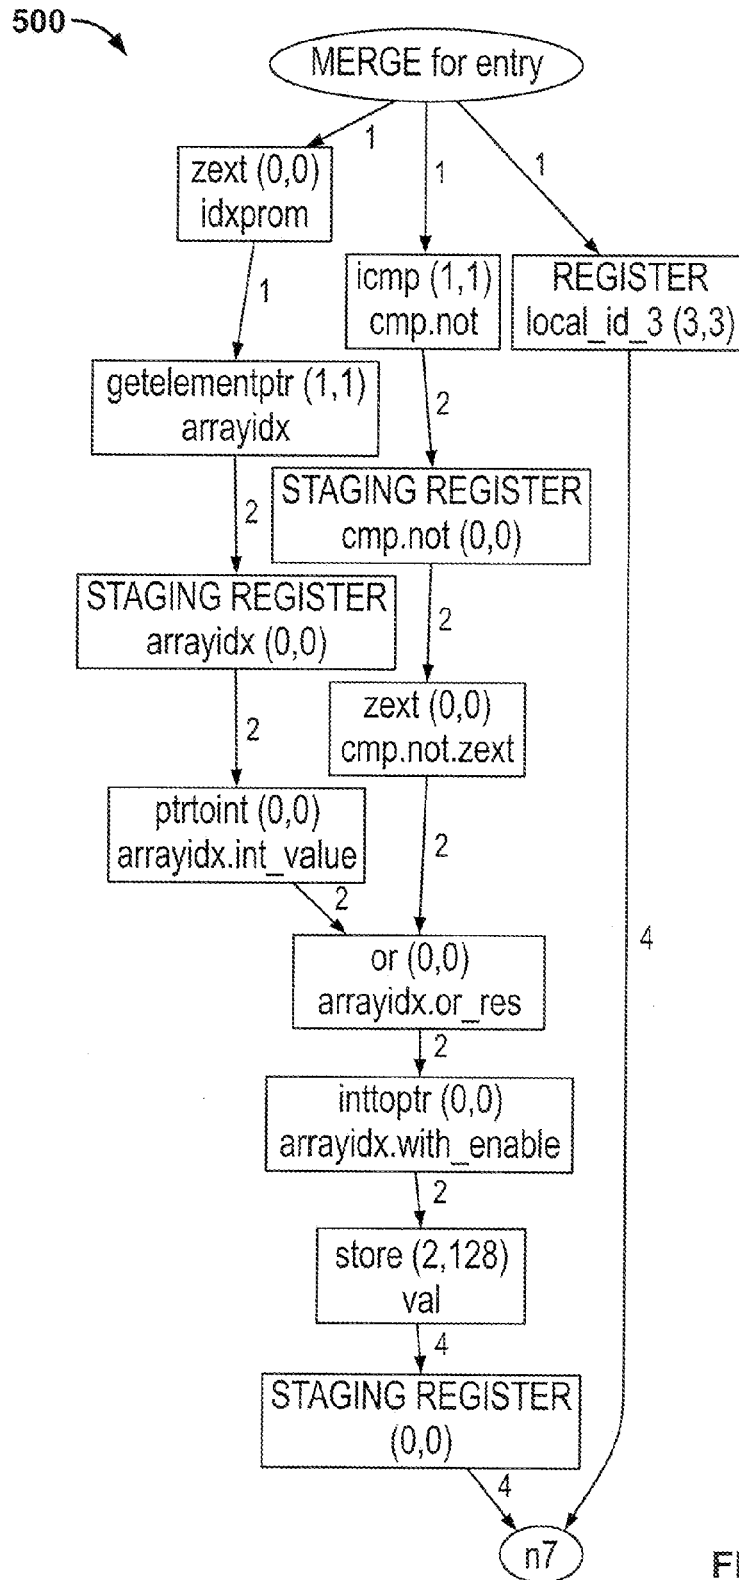 500
MERGE for entry
1
1
1
zext (0,0)
idxprom
1
icmp (1,1)
cmp.not
REGISTER
local_id_3 (3,3)
getelementptr (1,1)
arrayidx
2
2
STAGING REGISTER
cmp.not (0,0)
STAGING REGISTER
arrayidx (0,0)
2
2
zext (0,0)
cmp.not.zext
ptrtoint (0,0)
arrayidx.int_value
2
2
or (0,0)
arrayidx.or_res
4
2
inttoptr (0,0)
arrayidx.with_enable
2
store (2,128)
val
4
STAGING REGISTER
(0,0)
4
n7